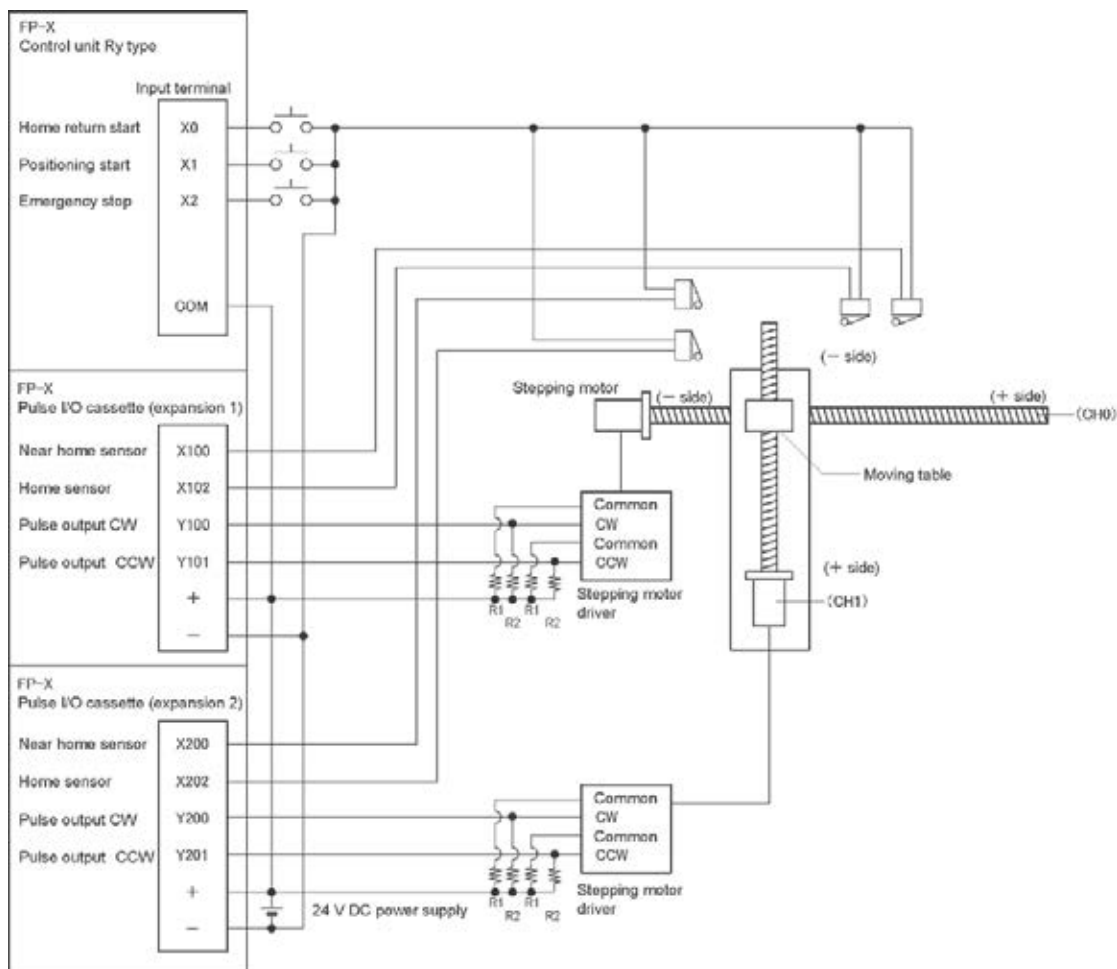 FP-X
Control unit Ry type
Input terminal
Home return start X0
Positioning start X1
Emergency stop X2
COM
FP-X
Pulse I/O cassette (expansion 1)
Near home sensor X100
Home sensor X102
Pulse output CW Y100
Pulse output CCW Y101
+
−
FP-X
Pulse I/O cassette (expansion 2)
Near home sensor X200
Home sensor X202
Pulse output CW Y200
Pulse output CCW Y201
+
−
24 V DC power supply
Stepping motor
(− side)
(+ side)
(CH0)
(− side)
Moving table
(+ side)
(CH1)
Common
CW
Common
CCW
Stepping motor
driver
R1 R1
R2 R2
Common
CW
Common
CCW
Stepping motor
driver
R1 R1
R2 R2